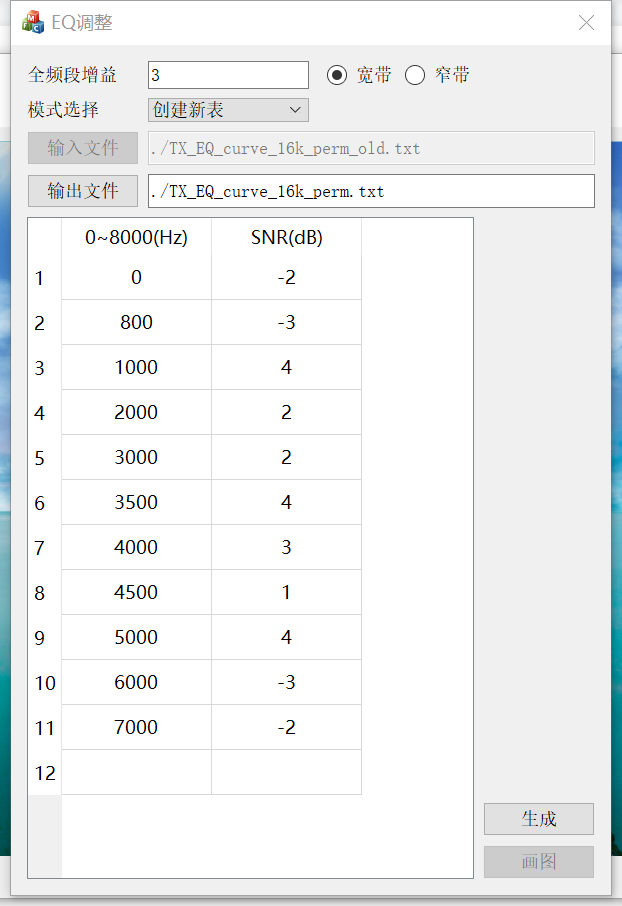 EQ调整
全频段增益 3 宽带 窄带
模式选择 创建新表
输入文件 ./TX_EQ_curve_16k_perm_old.txt
输出文件 ./TX_EQ_curve_16k_perm.txt
0~8000(Hz) SNR(dB)
1 0 -2
2 800 -3
3 1000 4
4 2000 2
5 3000 2
6 3500 4
7 4000 3
8 4500 1
9 5000 4
10 6000 -3
11 7000 -2
12
生成
画图